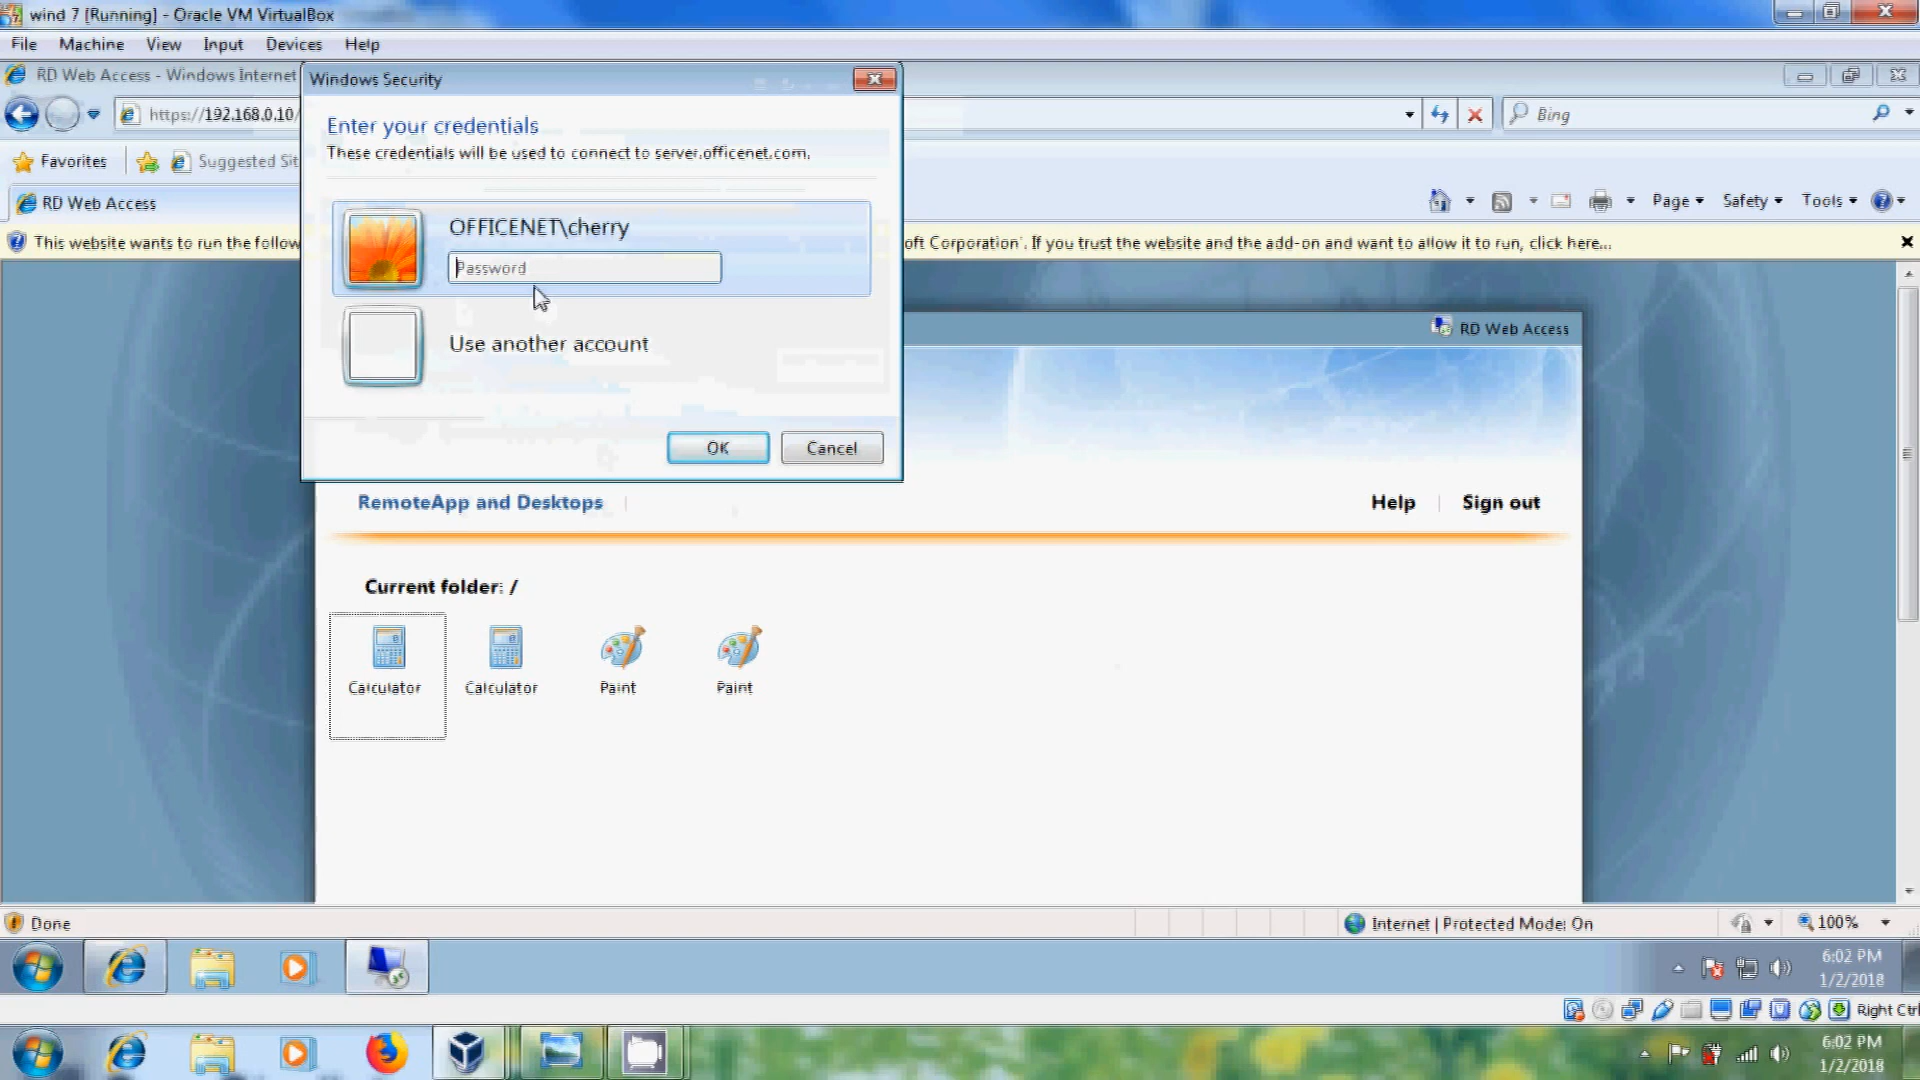 wind 7 [Running] - Oracle VM VirtualBox
File Machine View Input Devices Help
RD Web Access - Windows Internet
Windows Security
https://192.168.0.10/
Bing
Enter your credentials
These credentials will be used to connect to server.officenet.com.
Favorites
Suggested Sit
RD Web Access
Page Safety Tools
OFFICENET\cherry
Password
This website wants to run the follow
oft Corporation'. If you trust the website and the add-on and want to allow it to run, click here...
Use another account
RD Web Access
OK Cancel
RemoteApp and Desktops
Help Sign out
Current folder: /
Calculator Calculator Paint Paint
Done
Internet | Protected Mode: On
100%
6:02 PM
1/2/2018
Right Ctrl
6:02 PM
1/2/2018